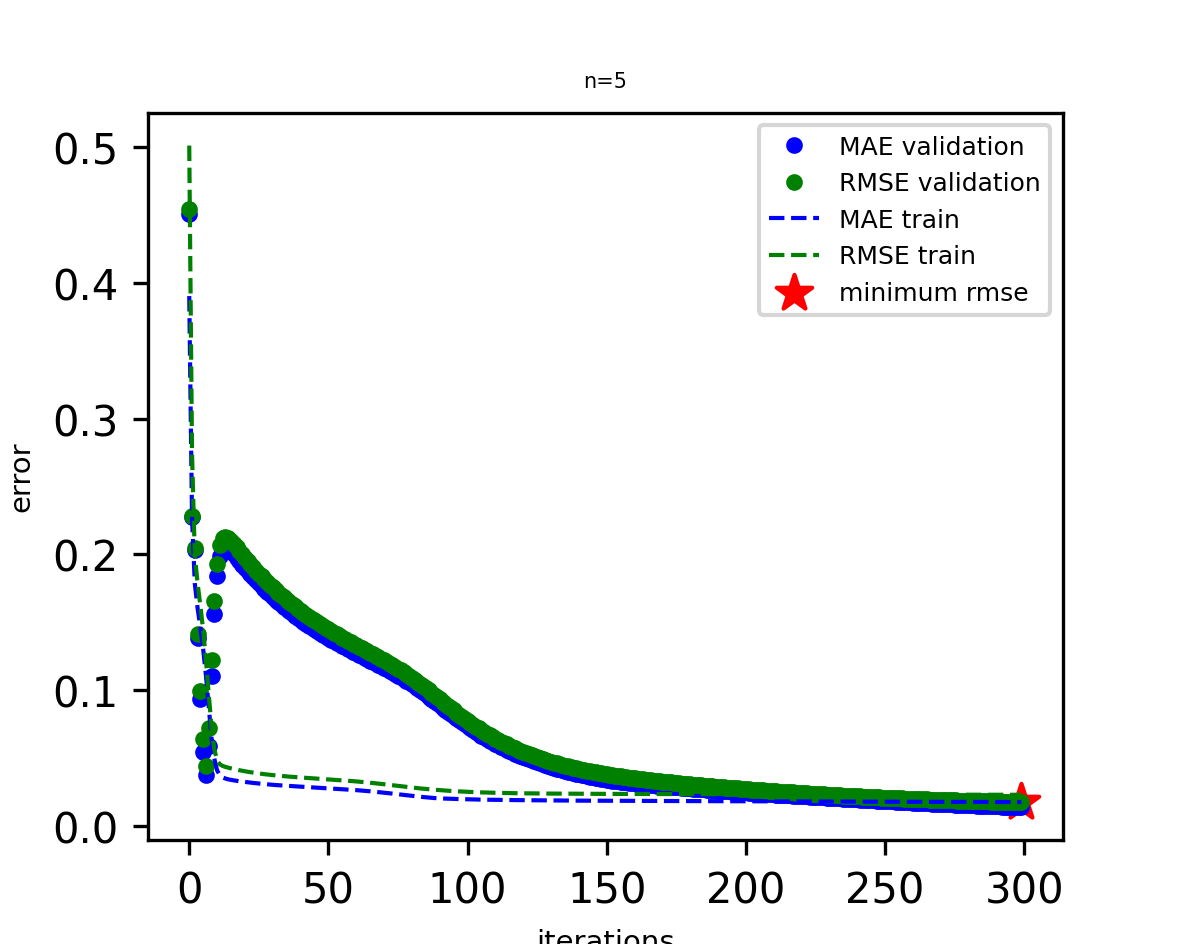 n=5
0.5
0.4
0.3
0.2
0.1
0.0
error
MAE validation
RMSE validation
MAE train
RMSE train
minimum rmse
0 50 100 150 200 250 300
iterations